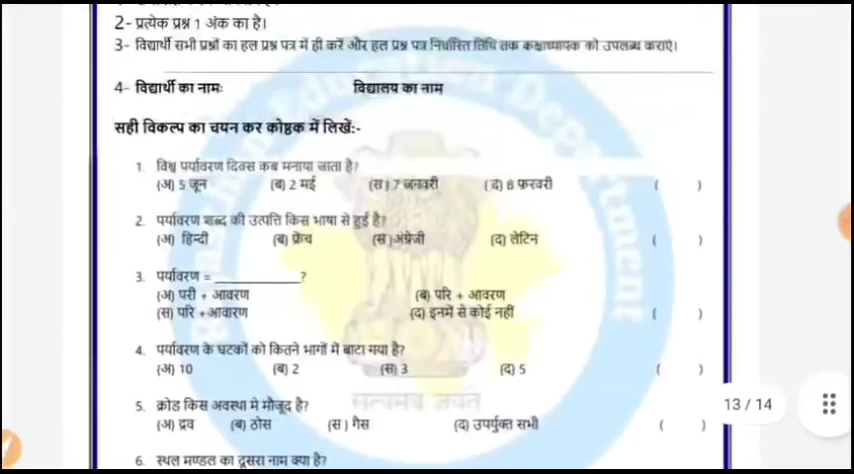 2- प्रत्येक प्रश्न 1 अंक का है।
3- विद्यार्थी सभी प्रश्नों का हल प्रश्न पत्र में ही करें और हल प्रश्न पत्र निर्धारित तिथि तक कक्षाध्यापक को उपलब्ध कराएं।
4- विद्यार्थी का नामः विद्यालय का नाम
सही विकल्प का चयन कर कोष्ठक में लिखें:-
1. विश्व पर्यावरण दिवस कब मनाया जाता है?
(अ) 5 जून (ब) 2 मई (स) 7 जनवरी (द) 8 फ़रवरी ( )
2. पर्यावरण शब्द की उत्पत्ति किस भाषा से हुई है?
(अ) हिन्दी (ब) फ्रेंच (स) अंग्रेजी (द) लेटिन ( )
3. पर्यावरण = __________?
(अ) परी + आवरण (ब) परि + आवरण
(स) परि + आवारण (द) इनमें से कोई नहीं ( )
4. पर्यावरण के घटकों को कितने भागों में बाटा गया है?
(अ) 10 (ब) 2 (स) 3 (द) 5 ( )
5. क्रोड किस अवस्था मे मौजूद है?
(अ) द्रव (ब) ठोस (स) गैस (द) उपर्युक्त सभी ( )
13 / 14
6. स्थल मण्डल का दूसरा नाम क्या है?